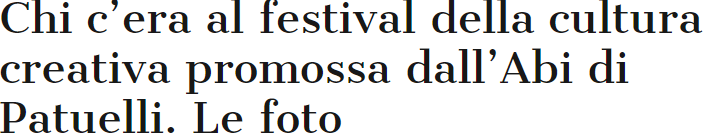 Chi c’era al festival della cultura
creativa promossa dall’Abi di
Patuelli. Le foto